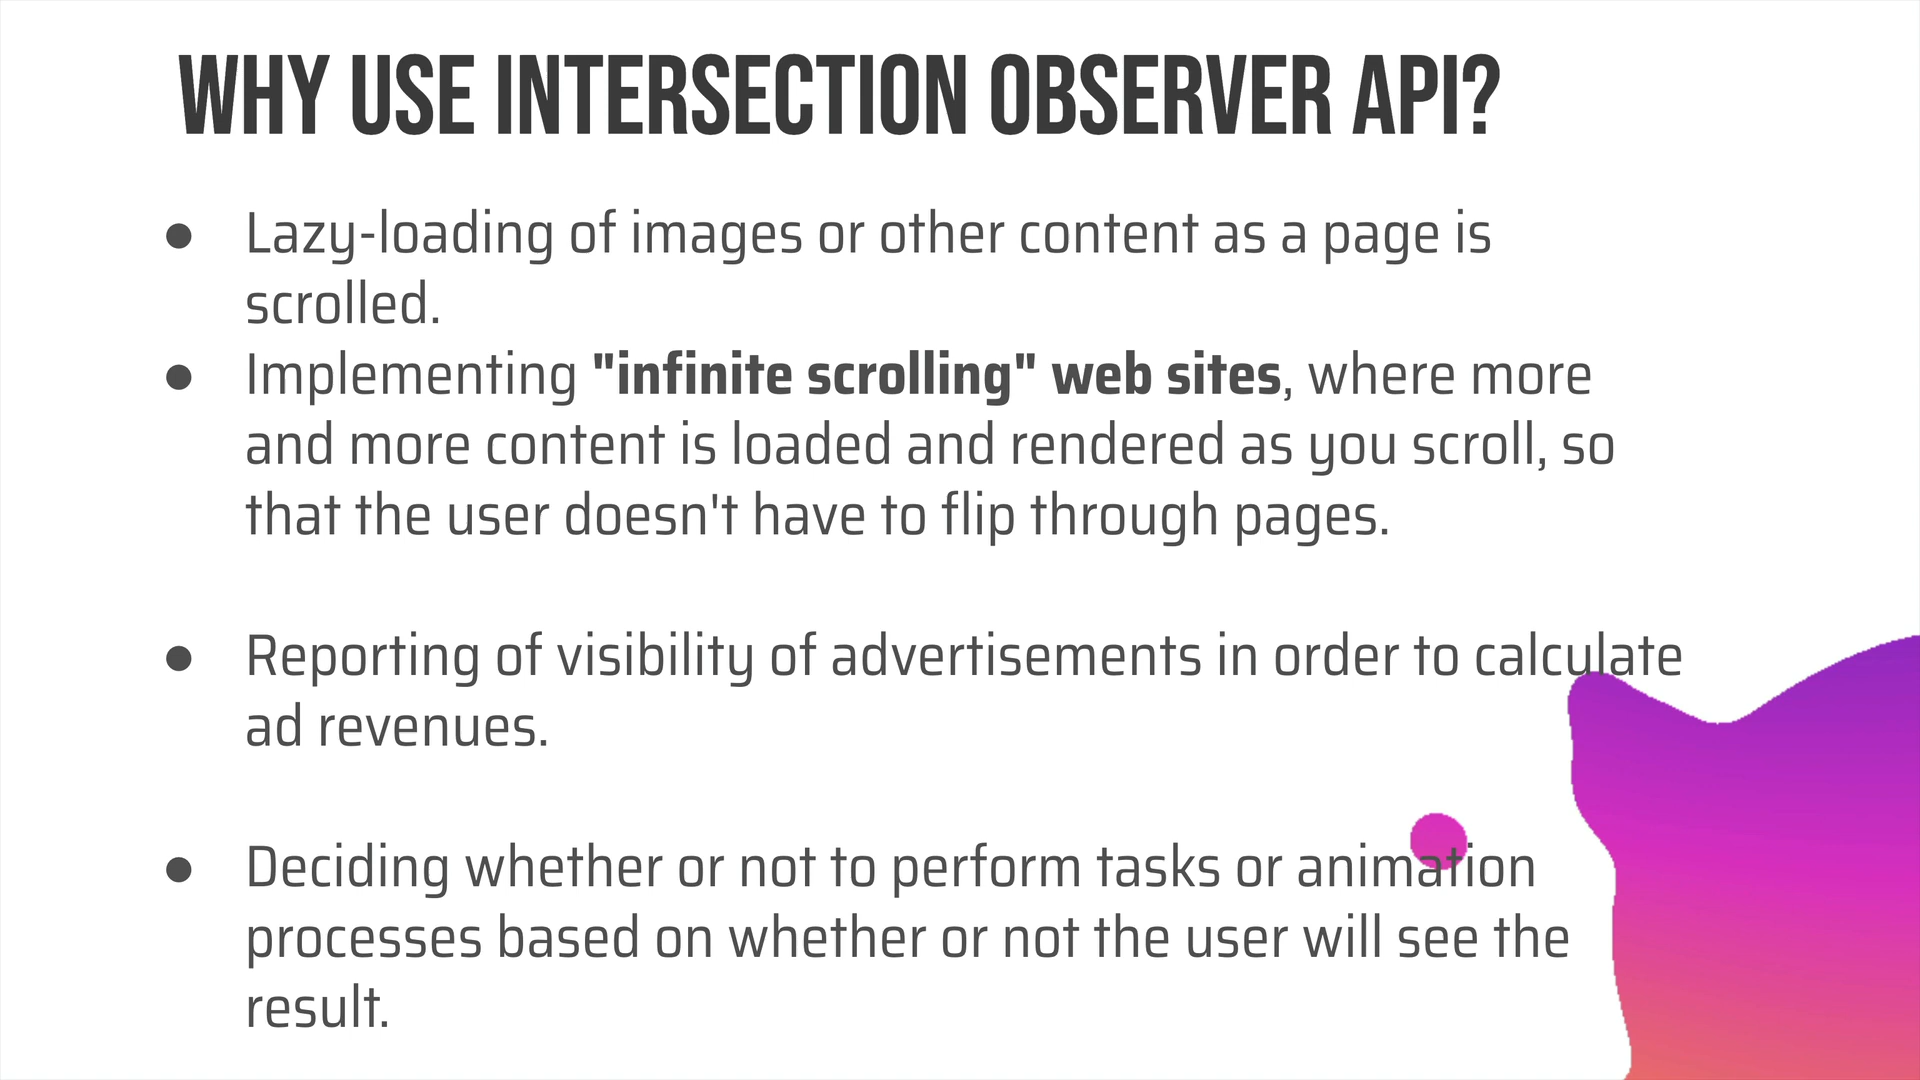 WHY USE INTERSECTION OBSERVER API?
● Lazy-loading of images or other content as a page is
scrolled.
● Implementing "infinite scrolling" web sites, where more
and more content is loaded and rendered as you scroll, so
that the user doesn't have to flip through pages.
● Reporting of visibility of advertisements in order to calculate
ad revenues.
● Deciding whether or not to perform tasks or animation
processes based on whether or not the user will see the
result.